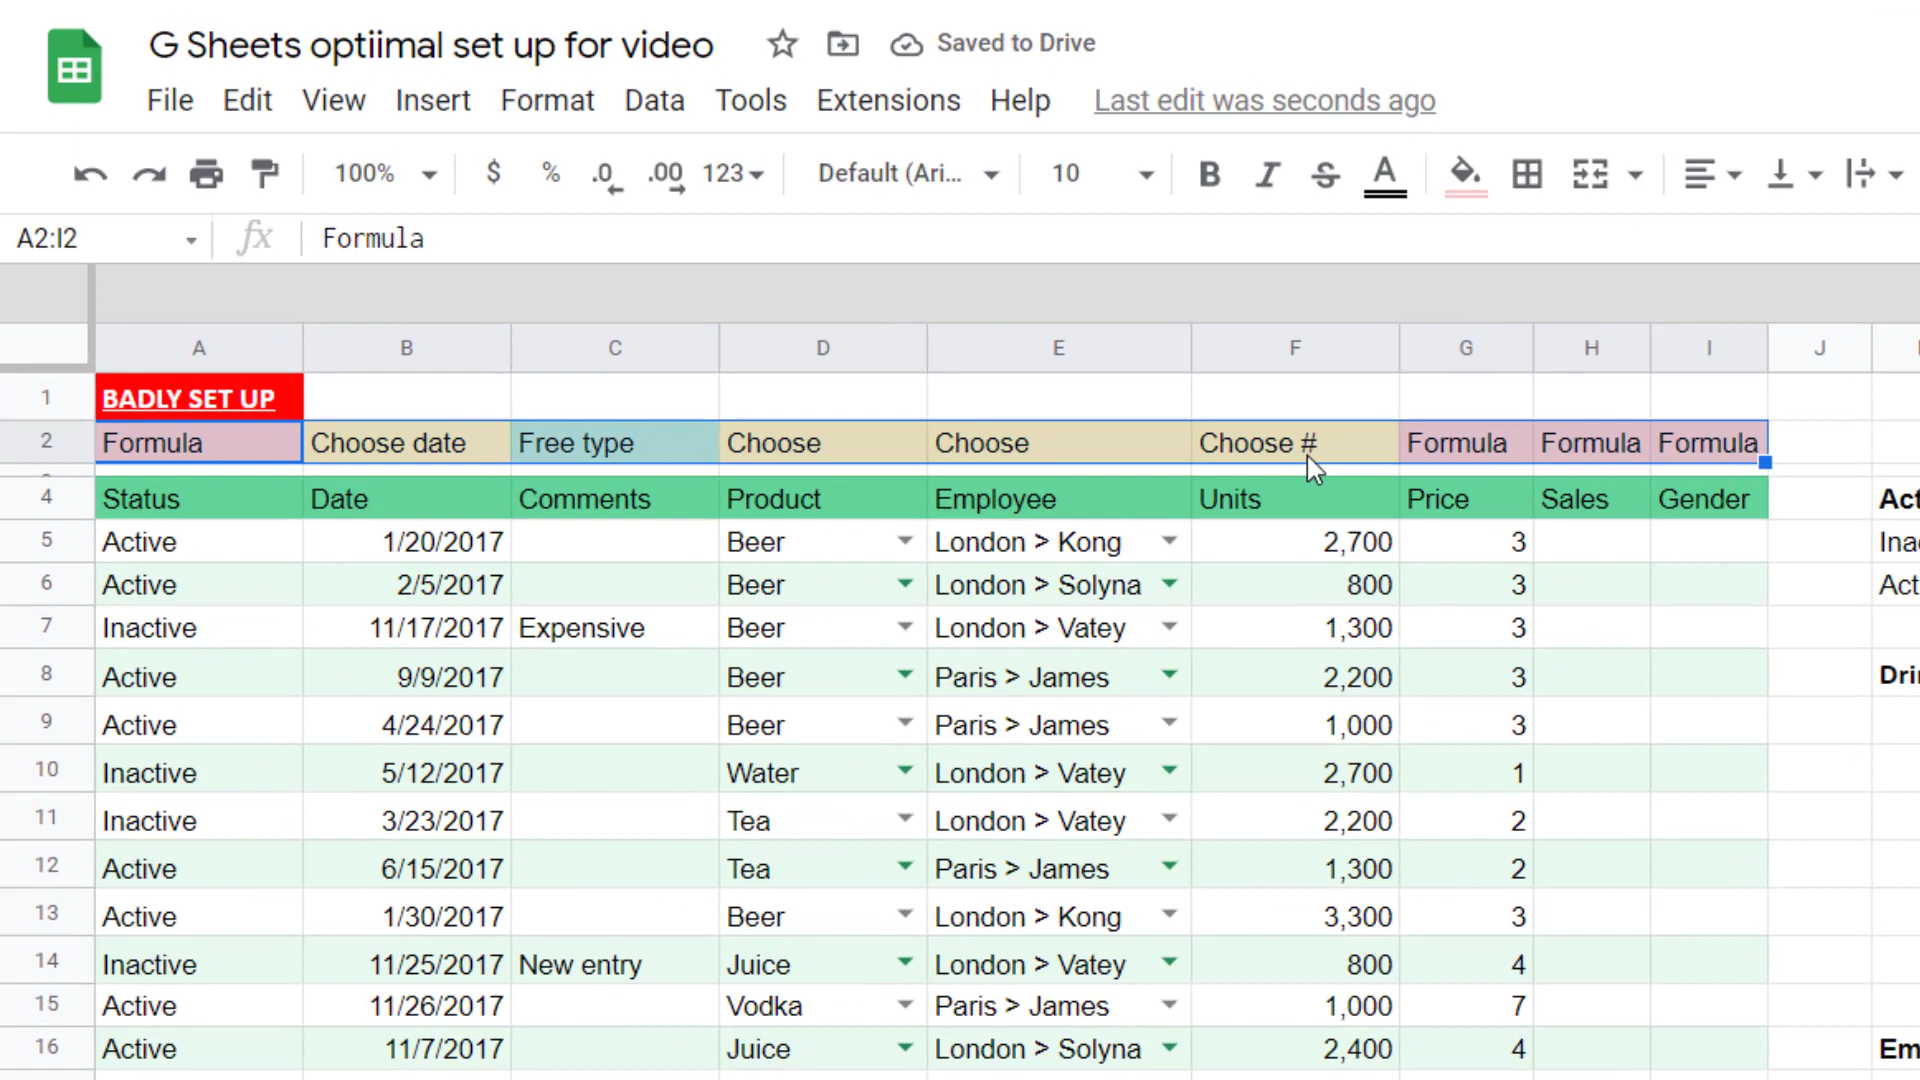 G Sheets optiimal set up for video Saved to Drive
File Edit View Insert Format Data Tools Extensions Help Last edit was seconds ago
100% $ % .0 .00 123 Default (Ari... 10 B I S A
A2:I2 fx Formula
A B C D E F G H I J
1 BADLY SET UP
2 Formula Choose date Free type Choose Choose Choose # Formula Formula Formula
4 Status Date Comments Product Employee Units Price Sales Gender Act
5 Active 1/20/2017 Beer London > Kong 2,700 3 Ina
6 Active 2/5/2017 Beer London > Solyna 800 3 Act
7 Inactive 11/17/2017 Expensive Beer London > Vatey 1,300 3
8 Active 9/9/2017 Beer Paris > James 2,200 3 Dri
9 Active 4/24/2017 Beer Paris > James 1,000 3
10 Inactive 5/12/2017 Water London > Vatey 2,700 1
11 Inactive 3/23/2017 Tea London > Vatey 2,200 2
12 Active 6/15/2017 Tea Paris > James 1,300 2
13 Active 1/30/2017 Beer London > Kong 3,300 3
14 Inactive 11/25/2017 New entry Juice London > Vatey 800 4
15 Active 11/26/2017 Vodka Paris > James 1,000 7
16 Active 11/7/2017 Juice London > Solyna 2,400 4 Em